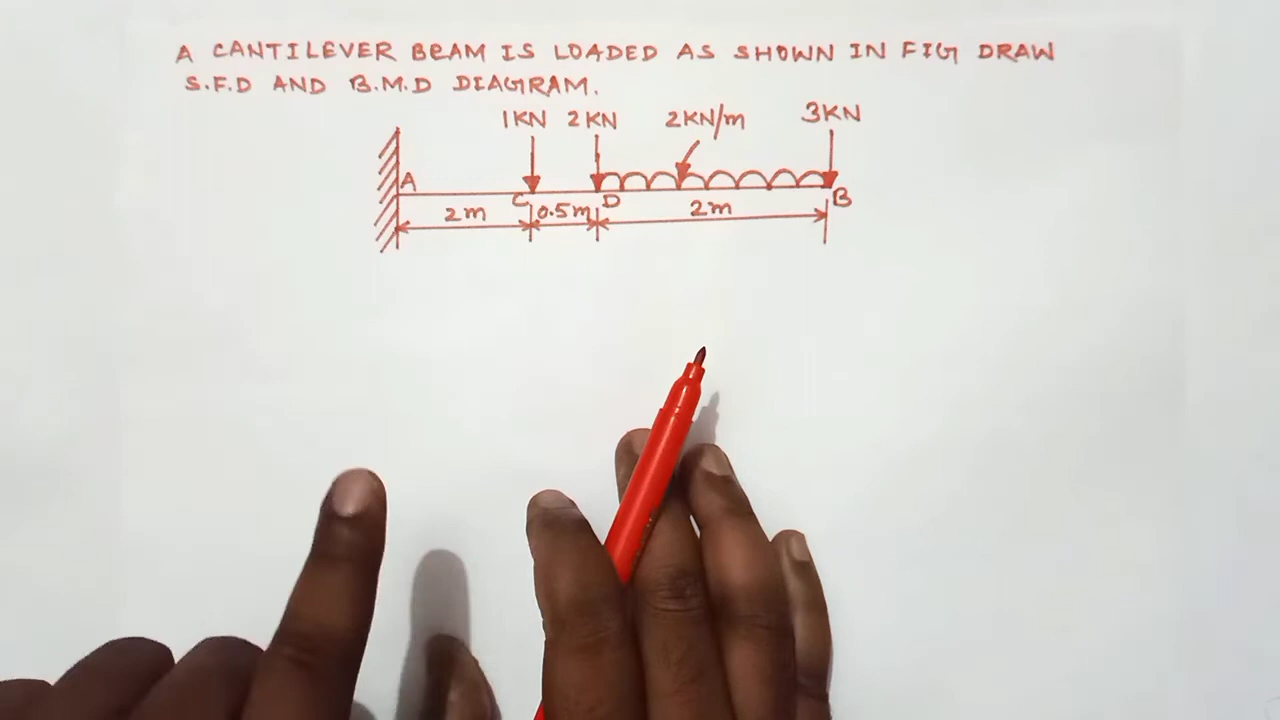 A CANTILEVER BEAM IS LOADED AS SHOWN IN FIG DRAW
S.F.D AND B.M.D DIAGRAM.
1KN 2KN 2KN/m 3KN
A C D B
2m 0.5m 2m